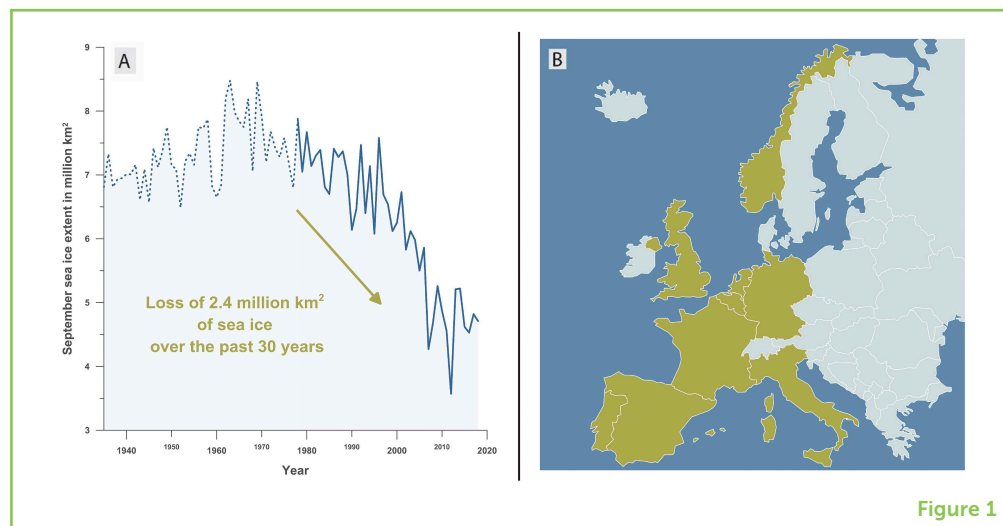 A
September sea ice extent in million km²
9
8
7
6
5
4
3
Loss of 2.4 million km²
of sea ice
over the past 30 years
1940
1950
1960
1970
1980
1990
2000
2010
2020
Year
B
Figure 1